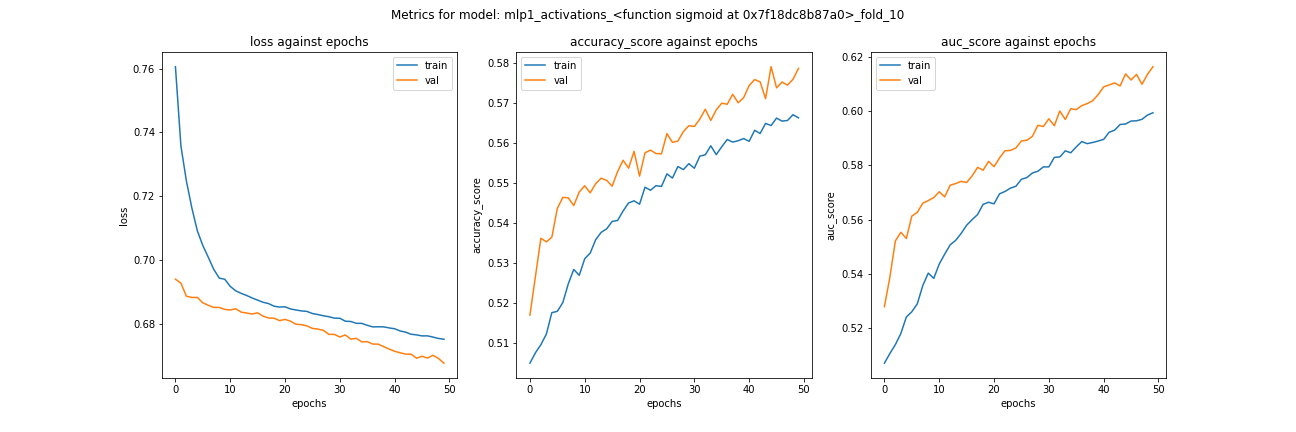 Metrics for model: mlp1_activations_<function sigmoid at 0x7f18dc8b87a0>_fold_10
loss against epochs
train
val
0.76
0.74
0.72
0.70
0.68
loss
0 10 20 30 40 50
epochs
accuracy_score against epochs
train
val
0.58
0.57
0.56
0.55
0.54
0.53
0.52
0.51
accuracy_score
0 10 20 30 40 50
epochs
auc_score against epochs
train
val
0.62
0.60
0.58
0.56
0.54
0.52
auc_score
0 10 20 30 40 50
epochs